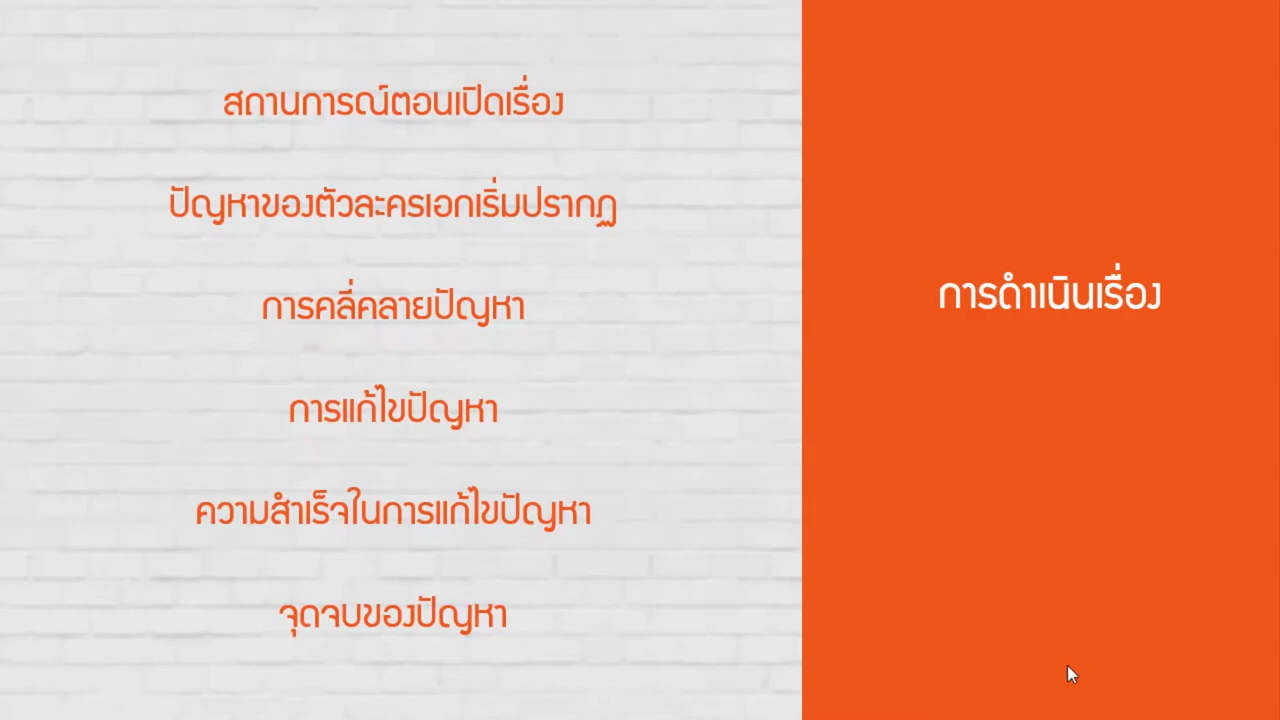 สถานการณ์ตอนเปิดเรื่อง
ปัญหาของตัวละครเอกเริ่มปรากฏ
การคลี่คลายปัญหา
การแก้ไขปัญหา
ความสำเร็จในการแก้ไขปัญหา
จุดจบของปัญหา
การดำเนินเรื่อง